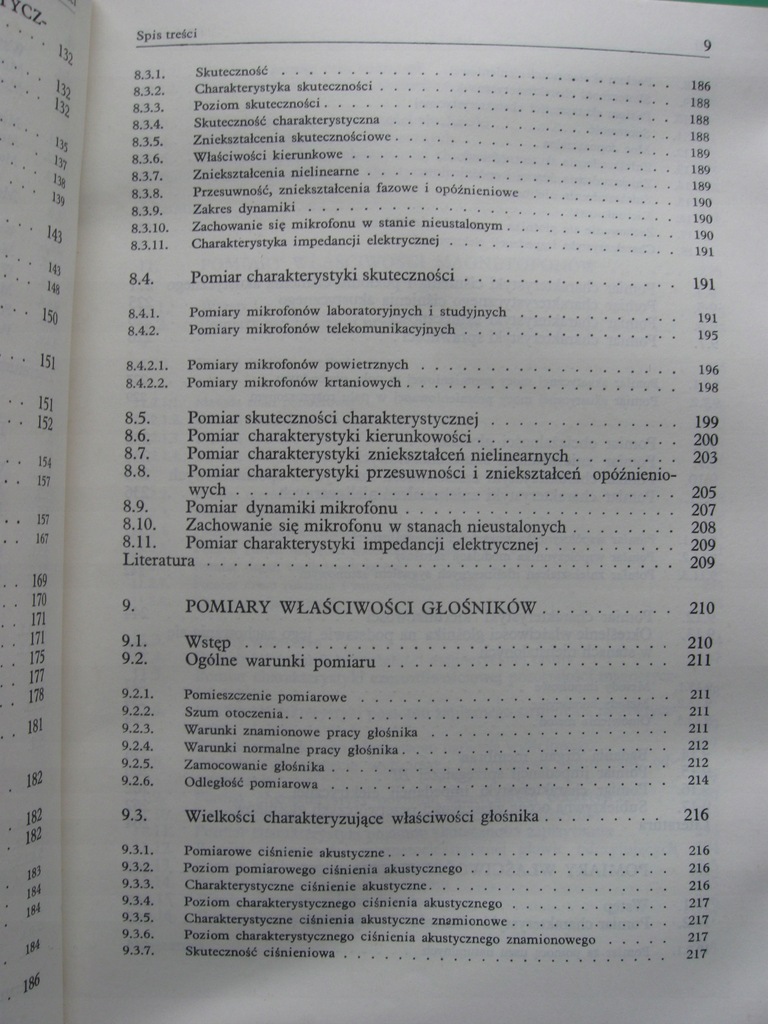 YCZ-
132
132
132
135
137
138
139
143
143
148
150
151
151
152
154
157
157
167
169
170
171
171
175
177
178
181
182
182
182
183
184
184
184
186
Spis treści 9
8.3.1. Skuteczność . . . 186
8.3.2. Charakterystyka skuteczności . . . 188
8.3.3. Poziom skuteczności . . . 188
8.3.4. Skuteczność charakterystyczna . . . 188
8.3.5. Zniekształcenia skutecznościowe . . . 189
8.3.6. Właściwości kierunkowe . . . 189
8.3.7. Zniekształcenia nielinearne . . . 189
8.3.8. Przesuwność, zniekształcenia fazowe i opóźnieniowe . . . 190
8.3.9. Zakres dynamiki . . . 190
8.3.10. Zachowanie się mikrofonu w stanie nieustalonym . . . 190
8.3.11. Charakterystyka impedancji elektrycznej . . . 191
8.4. Pomiar charakterystyki skuteczności . . . 191
8.4.1. Pomiary mikrofonów laboratoryjnych i studyjnych . . . 191
8.4.2. Pomiary mikrofonów telekomunikacyjnych . . . 195
8.4.2.1. Pomiary mikrofonów powietrznych . . . 196
8.4.2.2. Pomiary mikrofonów krtaniowych . . . 198
8.5. Pomiar skuteczności charakterystycznej . . . 199
8.6. Pomiar charakterystyki kierunkowości . . . 200
8.7. Pomiar charakterystyki zniekształceń nielinearnych . . . 203
8.8. Pomiar charakterystyki przesuwności i zniekształceń opóźnienio-
wych . . . 205
8.9. Pomiar dynamiki mikrofonu . . . 207
8.10. Zachowanie się mikrofonu w stanach nieustalonych . . . 208
8.11. Pomiar charakterystyki impedancji elektrycznej . . . 209
Literatura . . . 209
9. POMIARY WŁAŚCIWOŚCI GŁOŚNIKÓW . . . 210
9.1. Wstęp . . . 210
9.2. Ogólne warunki pomiaru . . . 211
9.2.1. Pomieszczenie pomiarowe . . . 211
9.2.2. Szum otoczenia . . . 211
9.2.3. Warunki znamionowe pracy głośnika . . . 211
9.2.4. Warunki normalne pracy głośnika . . . 212
9.2.5. Zamocowanie głośnika . . . 212
9.2.6. Odległość pomiarowa . . . 214
9.3. Wielkości charakteryzujące właściwości głośnika . . . 216
9.3.1. Pomiarowe ciśnienie akustyczne . . . 216
9.3.2. Poziom pomiarowego ciśnienia akustycznego . . . 216
9.3.3. Charakterystyczne ciśnienie akustyczne . . . 216
9.3.4. Poziom charakterystycznego ciśnienia akustycznego . . . 217
9.3.5. Charakterystyczne ciśnienia akustyczne znamionowe . . . 217
9.3.6. Poziom charakterystycznego ciśnienia akustycznego znamionowego . . . 217
9.3.7. Skuteczność ciśnieniowa . . . 217